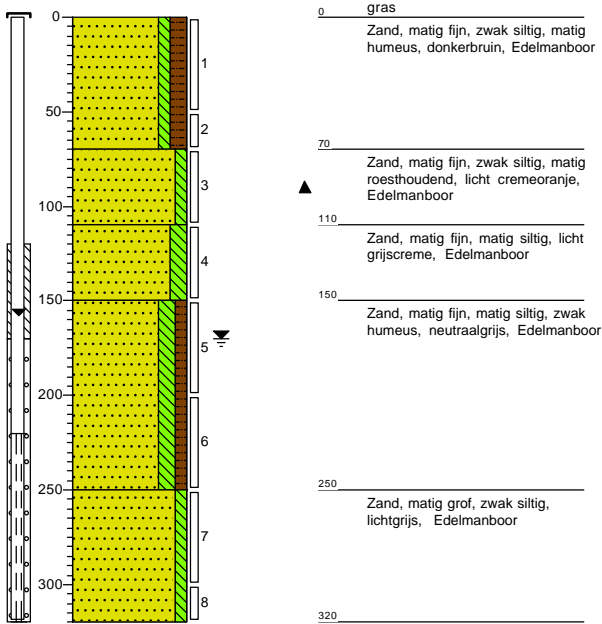 0
50
100
150
200
250
300
1
2
3
4
5
6
7
8
0 gras
Zand, matig fijn, zwak siltig, matig
humeus, donkerbruin, Edelmanboor
70
Zand, matig fijn, zwak siltig, matig
roesthoudend, licht cremeoranje,
Edelmanboor
110
Zand, matig fijn, matig siltig, licht
grijscreme, Edelmanboor
150
Zand, matig fijn, matig siltig, zwak
humeus, neutraalgrijs, Edelmanboor
250
Zand, matig grof, zwak siltig,
lichtgrijs, Edelmanboor
320